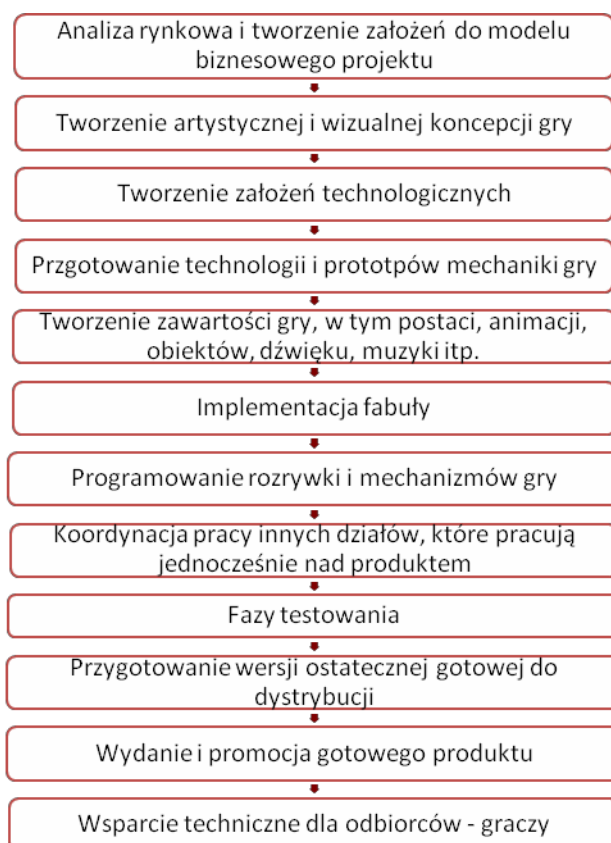 Analiza rynkowa i tworzenie założeń do modelu
biznesowego projektu
Tworzenie artystycznej i wizualnej koncepcji gry
Tworzenie założeń technologicznych
Przgotowanie technologii i prototpów mechaniki gry
Tworzenie zawartości gry, w tym postaci, animacji,
obiektów, dźwięku, muzyki itp.
Implementacja fabuły
Programowanie rozrywki i mechanizmów gry
Koordynacja pracy innych działów, które pracują
jednocześnie nad produktem
Fazy testowania
Przygotowanie wersji ostatecznej gotowej do
dystrybucji
Wydanie i promocja gotowego produktu
Wsparcie techniczne dla odbiorców - graczy